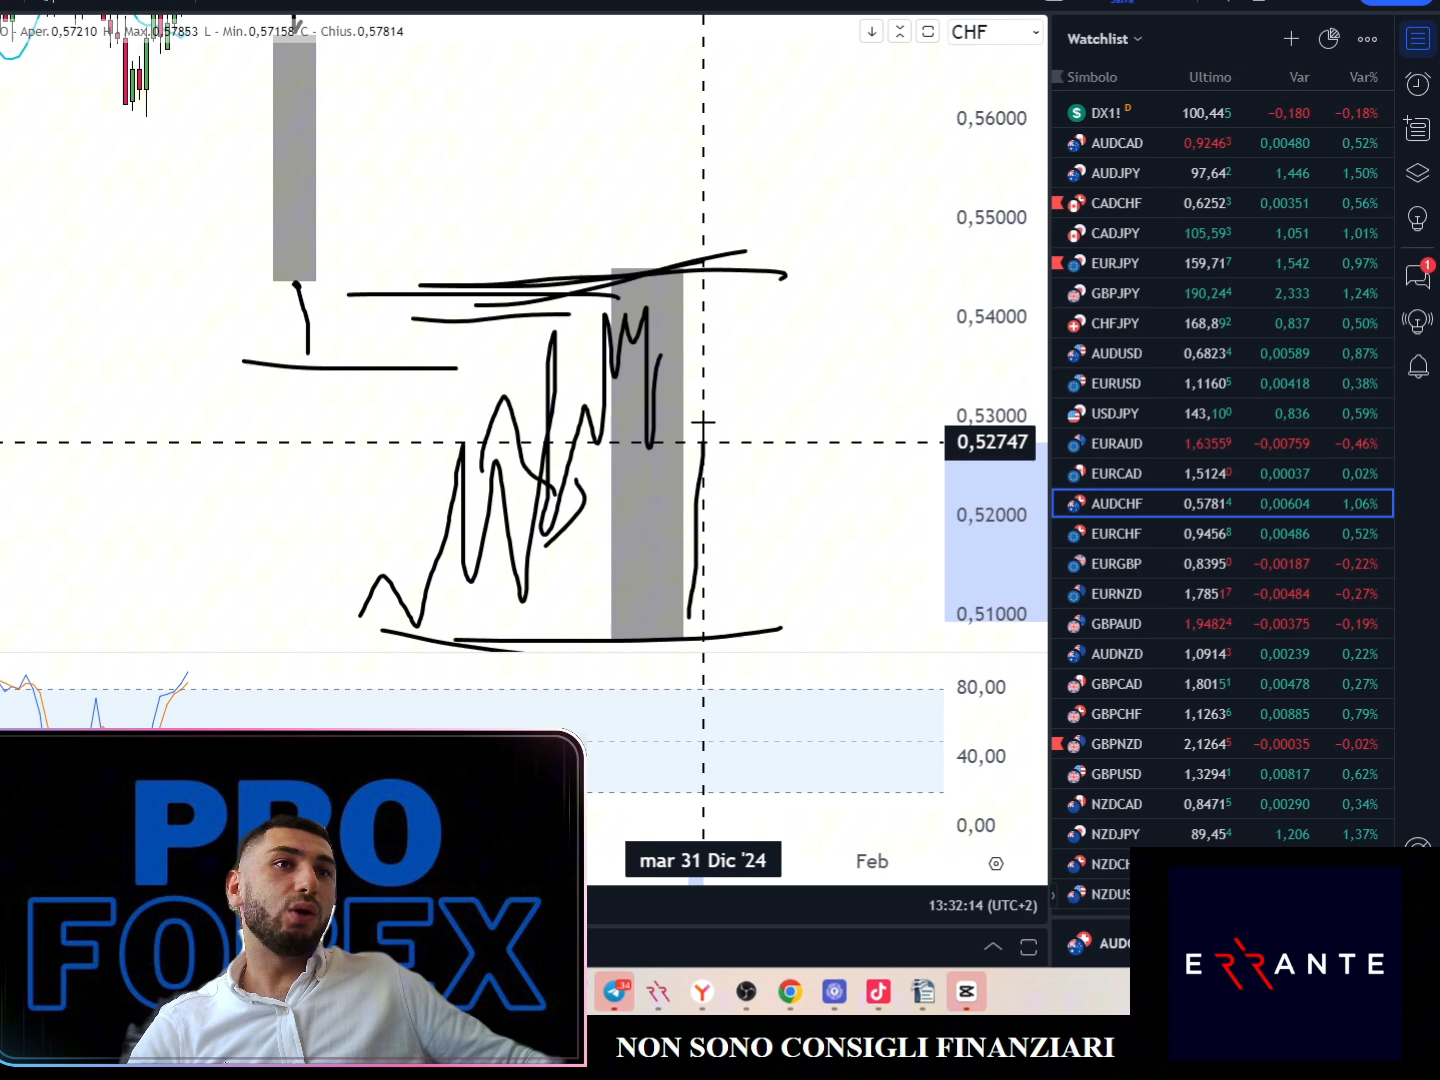 O - Aper.0,57210 H Max.0,57853 L - Min.0,57158 C - Chius.0,57814
CHF
0,56000
0,55000
0,54000
0,53000
0,52747
0,52000
0,51000
80,00
40,00
0,00
mar 31 Dic '24
Feb
13:32:14 (UTC+2)
Watchlist
Simbolo Ultimo Var Var%
DX1! D 100,445 −0,180 −0,18%
AUDCAD 0,92463 0,00480 0,52%
AUDJPY 97,642 1,446 1,50%
CADCHF 0,62523 0,00351 0,56%
CADJPY 105,593 1,051 1,01%
EURJPY 159,717 1,542 0,97%
GBPJPY 190,244 2,333 1,24%
CHFJPY 168,892 0,837 0,50%
AUDUSD 0,68234 0,00589 0,87%
EURUSD 1,11605 0,00418 0,38%
USDJPY 143,100 0,836 0,59%
EURAUD 1,63559 −0,00759 −0,46%
EURCAD 1,51240 0,00037 0,02%
AUDCHF 0,57814 0,00604 1,06%
EURCHF 0,94568 0,00486 0,52%
EURGBP 0,83950 −0,00187 −0,22%
EURNZD 1,78517 −0,00484 −0,27%
GBPAUD 1,94824 −0,00375 −0,19%
AUDNZD 1,09143 0,00239 0,22%
GBPCAD 1,80151 0,00478 0,27%
GBPCHF 1,12636 0,00885 0,79%
GBPNZD 2,12645 −0,00035 −0,02%
GBPUSD 1,32941 0,00817 0,62%
NZDCAD 0,84715 0,00290 0,34%
NZDJPY 89,454 1,206 1,37%
1
34
PRO
FOREX
ERRANTE
NON SONO CONSIGLI FINANZIARI